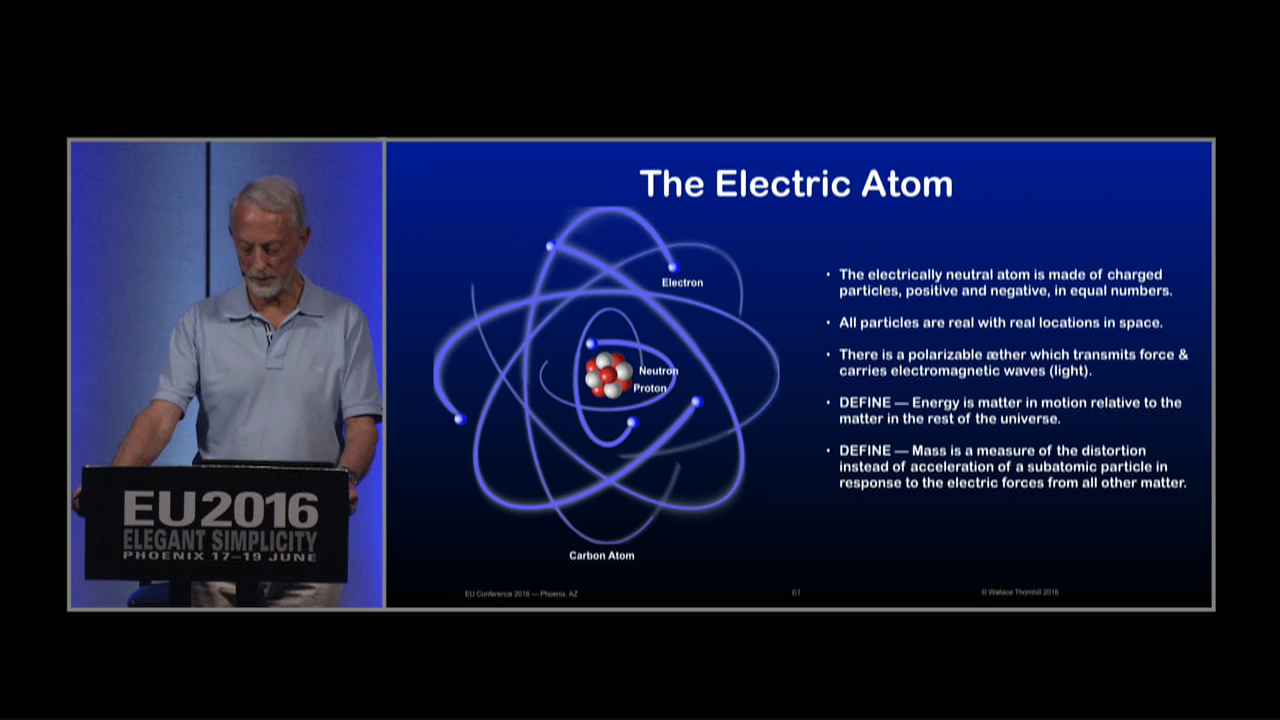 The Electric Atom
Electron
Neutron
Proton
Carbon Atom
• The electrically neutral atom is made of charged
particles, positive and negative, in equal numbers.
• All particles are real with real locations in space.
• There is a polarizable æther which transmits force &
carries electromagnetic waves (light).
• DEFINE — Energy is matter in motion relative to the
matter in the rest of the universe.
• DEFINE — Mass is a measure of the distortion
instead of acceleration of a subatomic particle in
response to the electric forces from all other matter.
EU Conference 2016 — Phoenix, AZ
61
© Wallace Thornhill 2016
EU2016
ELEGANT SIMPLICITY
PHOENIX 17–19 JUNE